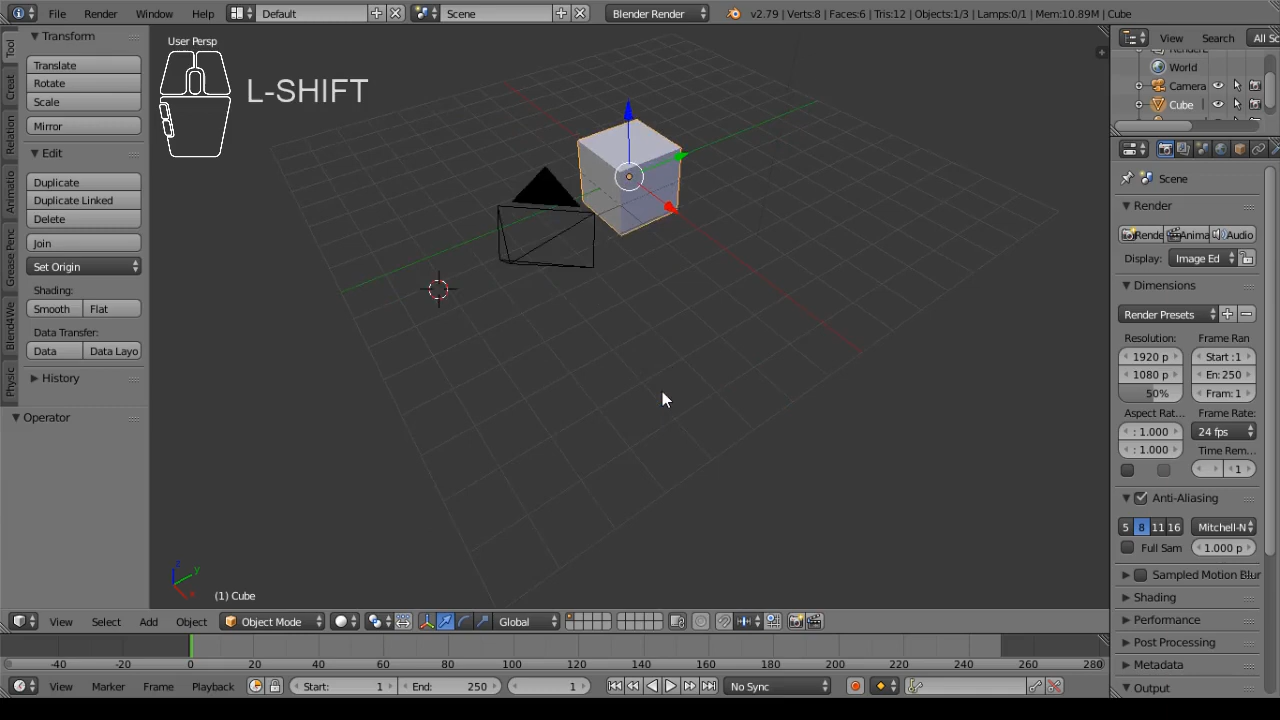 File Render Window Help Default Scene Blender Render v2.79 | Verts:8 | Faces:6 | Tris:12 | Objects:1/3 | Lamps:0/1 | Mem:10.89M | Cube
View Search All Sc
Transform
Translate
Rotate
Scale
Mirror
Edit
Duplicate
Duplicate Linked
Delete
Join
Set Origin
Shading:
Smooth Flat
Data Transfer:
Data Data Layo
History
Operator
Tool
Creat
Relation
Animatio
Grease Penc
Blend4We
Physic
User Persp
L-SHIFT
(1) Cube
z
y
x
World
Camera
Cube
Scene
Render
Rende Anima Audio
Display: Image Ed
Dimensions
Render Presets
Resolution: Frame Ran
1920 p Start :1
1080 p En: 250
50% Fram: 1
Aspect Rat... Frame Rate:
: 1.000 24 fps
: 1.000 Time Rem...
1
Anti-Aliasing
5 8 11 16 Mitchell-N
Full Sam 1.000 p
Sampled Motion Blur
Shading
Performance
Post Processing
Metadata
Output
View Select Add Object Object Mode Global
-40 -20 0 20 40 60 80 100 120 140 160 180 200 220 240 260 280
View Marker Frame Playback Start: 1 End: 250 1 No Sync